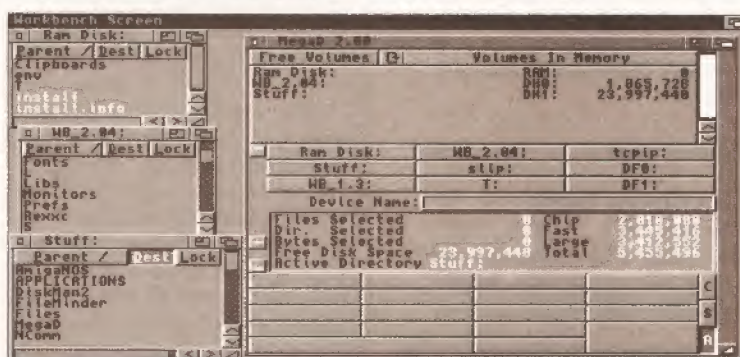 Workbench Screen
Ram Disk:
Parent / Dest Lock
Clipboards
env
T
install
install.info
WB_2.04:
Parent / Dest Lock
Fonts
L
Libs
Monitors
Prefs
Rexxc
S
Stuff:
Parent / Dest Lock
AmigaNOS
APPLICATIONS
DiskMan2
FileMinder
Files
MegaD
NComm
MegaD 2.00
Free Volumes Volumes In Memory
Ram Disk: RAM: 0
WB_2.04: DH0: 1,865,728
Stuff: DH1: 23,997,440
Ram Disk: WB_2.04: tcpip:
Stuff: slip: DF0:
WB_1.3: T: DF1:
Device Name:
Files Selected 0 Chip
Dir. Selected 0 Fast
Bytes Selected 0 Large
Free Disk Space 23,997,440 Total
Active Directory Stuff:
C
S
A